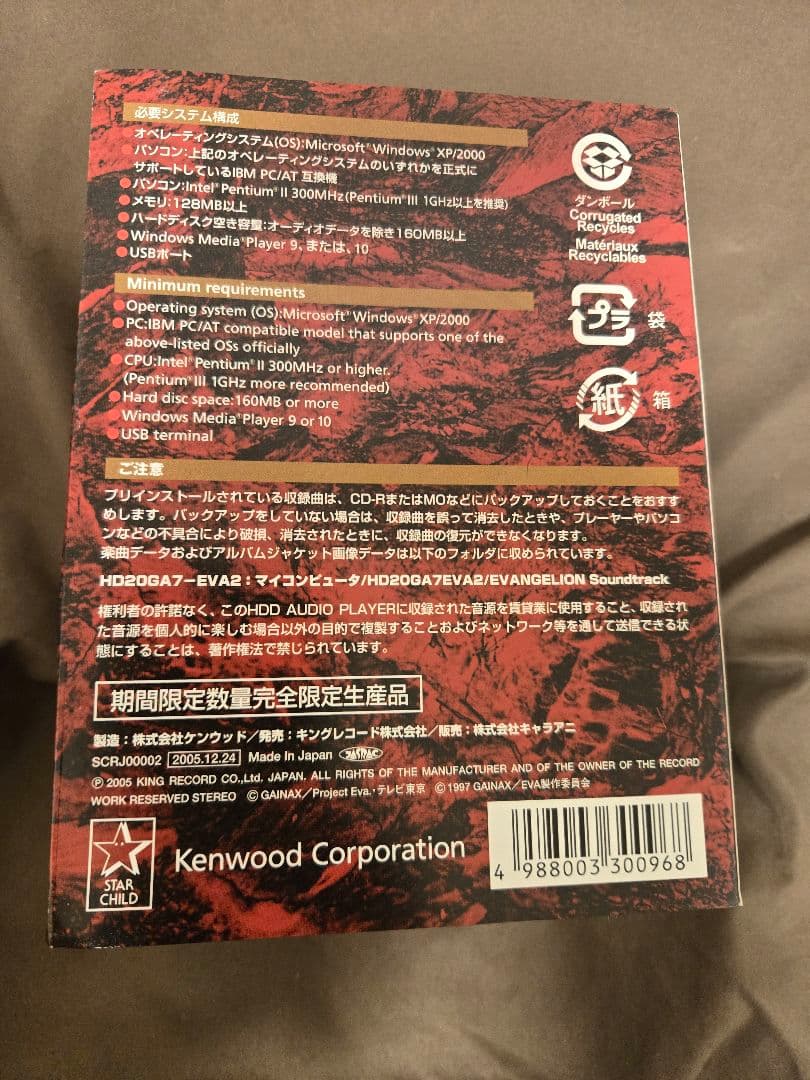 必要システム構成
オペレーティングシステム(OS):Microsoft®Windows®XP/2000
パソコン:上記のオペレーティングシステムのいずれかを正式に
サポートしているIBM PC/AT 互換機
●パソコン:Intel®Pentium®II 300MHz(Pentium®III 1GHz以上を推奨)
●メモリ:128MB以上
●ハードディスク空き容量:オーディオデータを除き160MB以上
●Windows Media®Player 9、または、10
●USBポート
ダンボール
Corrugated
Recycles
Matériaux
Recyclables
プラ 袋
紙 箱
Minimum requirements
●Operating system (OS):Microsoft®Windows®XP/2000
●PC:IBM PC/AT compatible model that supports one of the
above-listed OSs officially
●CPU:Intel®Pentium®II 300MHz or higher.
(Pentium®III 1GHz more recommended)
●Hard disc space:160MB or more
Windows Media®Player 9 or 10
●USB terminal
ご注意
プリインストールされている収録曲は、CD-RまたはMOなどにバックアップしておくことをおすす
めします。バックアップをしていない場合は、収録曲を誤って消去したときや、プレーヤーやパソコ
ンなどの不具合により破損、消去されたときに、収録曲の復元ができなくなります。
楽曲データおよびアルバムジャケット画像データは以下のフォルダに収められています。
HD20GA7-EVA2:マイコンピュータ/HD20GA7EVA2/EVANGELION Soundtrack
権利者の許諾なく、このHDD AUDIO PLAYERに収録された音源を賃貸業に使用すること、収録され
た音源を個人的に楽しむ場合以外の目的で複製することおよびネットワーク等を通して送信できる状
態にすることは、著作権法で禁じられています。
期間限定数量完全限定生産品
製造:株式会社ケンウッド/発売:キングレコード株式会社/販売:株式会社キャラアニ
SCRJ00002 2005.12.24 Made In Japan JASRAC
Ⓟ2005 KING RECORD CO.,Ltd. JAPAN. ALL RIGHTS OF THE MANUFACTURER AND OF THE OWNER OF THE RECORD
WORK RESERVED STEREO ©GAINAX/Project Eva.・テレビ東京 ©1997 GAINAX/EVA製作委員会
STAR
CHILD
Kenwood Corporation
4 988003 300968